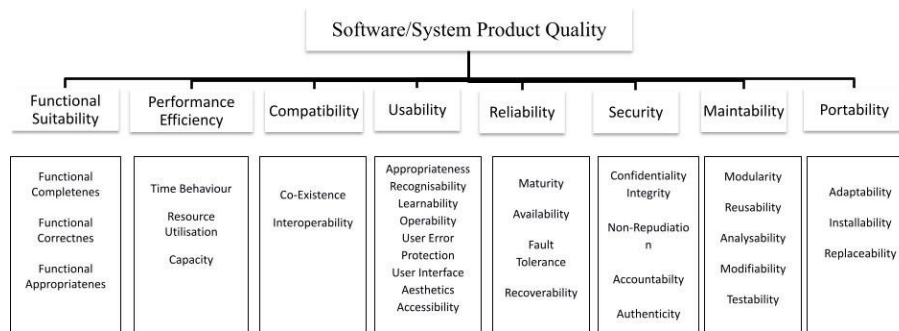 Software/System Product Quality
Functional
Suitability
Performance
Efficiency
Compatibility
Usability
Reliability
Security
Maintability
Portability
Functional
Completenes
Functional
Correctnes
Functional
Appropriatenes
Time Behaviour
Resource
Utilisation
Capacity
Co-Existence
Interoperability
Appropriateness
Recognisability
Learnability
Operability
User Error
Protection
User Interface
Aesthetics
Accessibility
Maturity
Availability
Fault
Tolerance
Recoverability
Confidentiality
Integrity
Non-Repudiatio
n
Accountabilty
Authenticity
Modularity
Reusability
Analysability
Modifiability
Testability
Adaptability
Installability
Replaceability